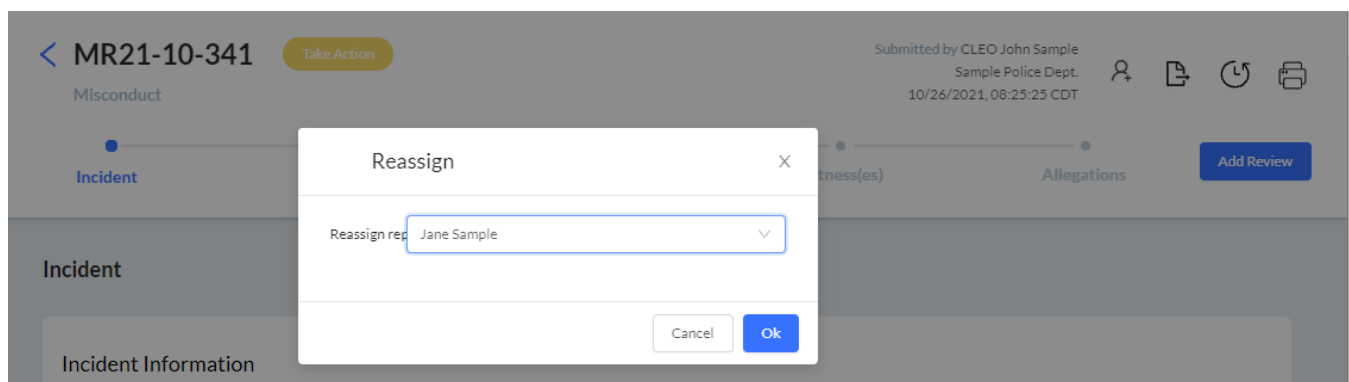 MR21-10-341
Take Action
Misconduct
Submitted by CLEO John Sample
Sample Police Dept.
10/26/2021, 08:25:25 CDT
Incident
tness(es)
Allegations
Add Review
Reassign
X
Reassign rep
Jane Sample
Cancel
Ok
Incident
Incident Information